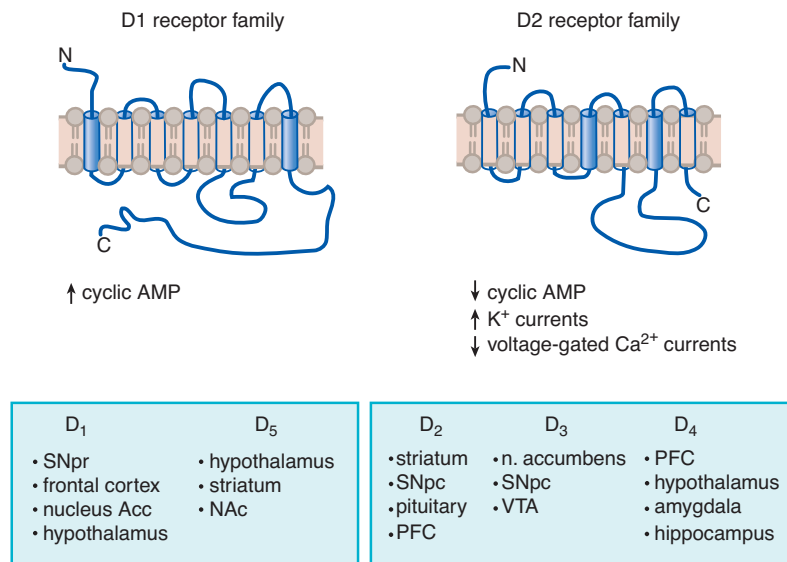 D1 receptor family
N
C
↑ cyclic AMP
D2 receptor family
N
C
↓ cyclic AMP
↑ K⁺ currents
↓ voltage-gated Ca²⁺ currents
D₁
• SNpr
• frontal cortex
• nucleus Acc
• hypothalamus
D₅
• hypothalamus
• striatum
• NAc
D₂
• striatum
• SNpc
• pituitary
• PFC
D₃
• n. accumbens
• SNpc
• VTA
D₄
• PFC
• hypothalamus
• amygdala
• hippocampus